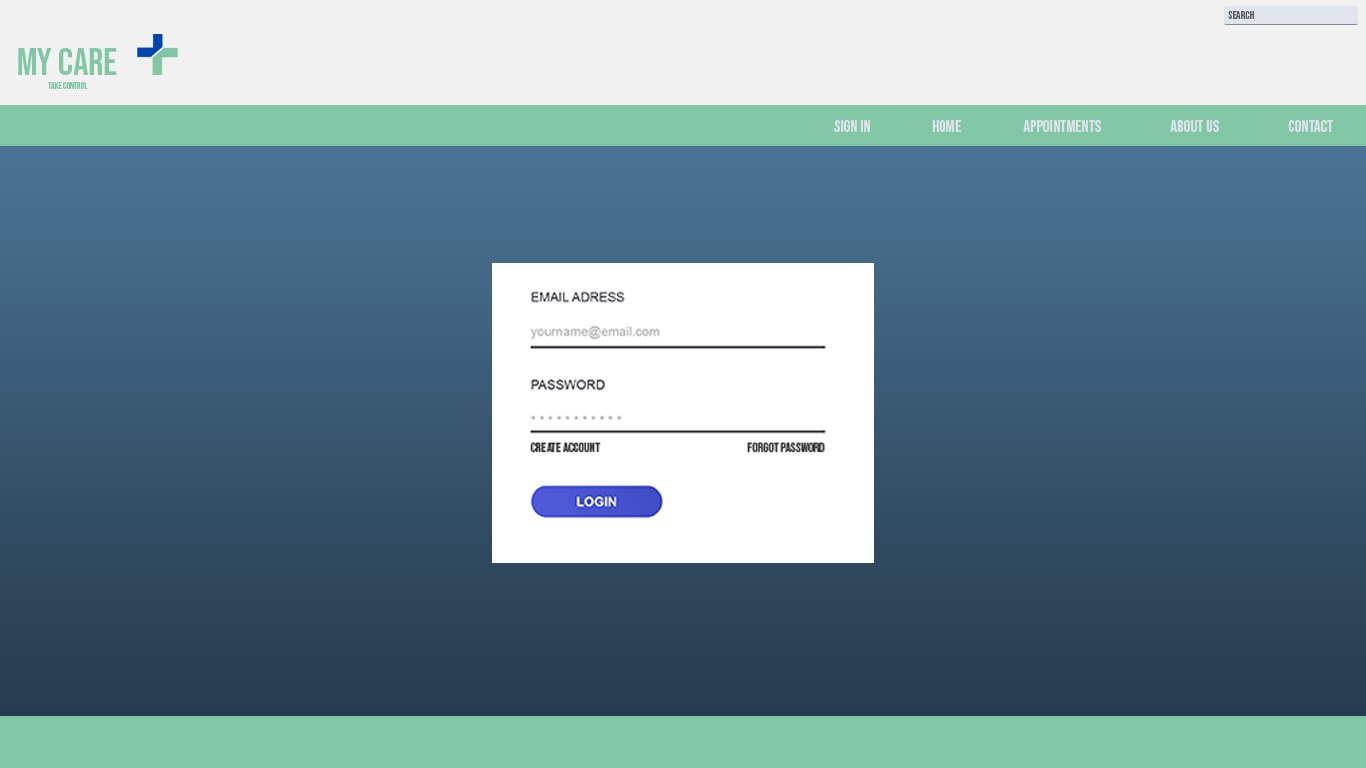 SEARCH
MY CARE
TAKE CONTROL
SIGN IN HOME APPOINTMENTS ABOUT US CONTACT
EMAIL ADRESS
yourname@email.com
PASSWORD
CREATE ACCOUNT FORGOT PASSWORD
LOGIN